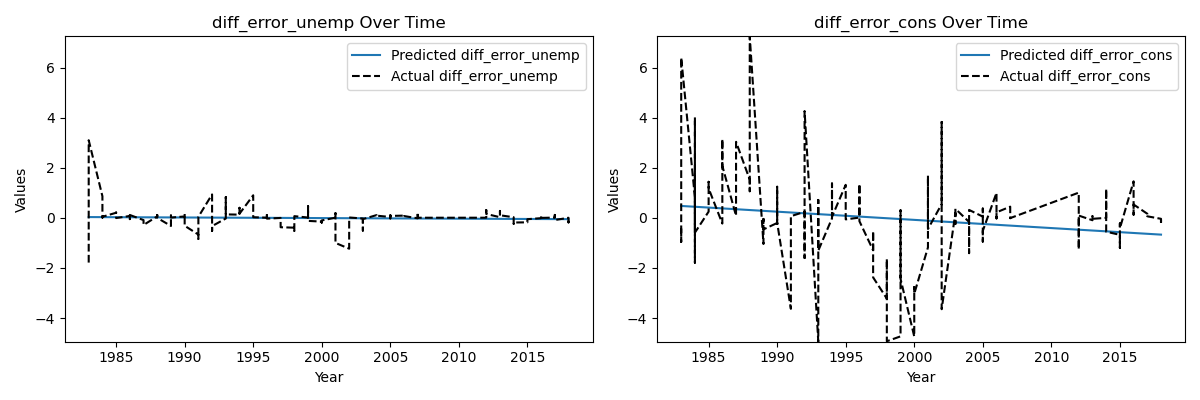 diff_error_unemp Over Time
Predicted diff_error_unemp
Actual diff_error_unemp
Values
6
4
2
0
−2
−4
1985 1990 1995 2000 2005 2010 2015
Year
diff_error_cons Over Time
Predicted diff_error_cons
Actual diff_error_cons
Values
6
4
2
0
−2
−4
1985 1990 1995 2000 2005 2010 2015
Year